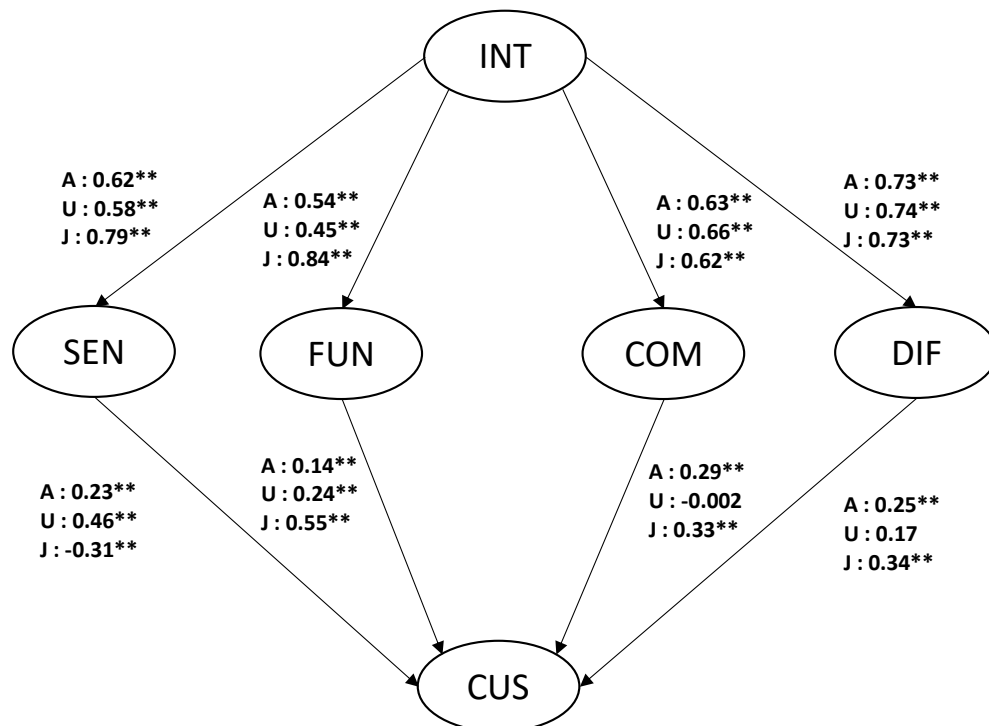 INT
A : 0.62**
U : 0.58**
J : 0.79**
A : 0.54**
U : 0.45**
J : 0.84**
A : 0.63**
U : 0.66**
J : 0.62**
A : 0.73**
U : 0.74**
J : 0.73**
SEN
FUN
COM
DIF
A : 0.23**
U : 0.46**
J : -0.31**
A : 0.14**
U : 0.24**
J : 0.55**
A : 0.29**
U : -0.002
J : 0.33**
A : 0.25**
U : 0.17
J : 0.34**
CUS